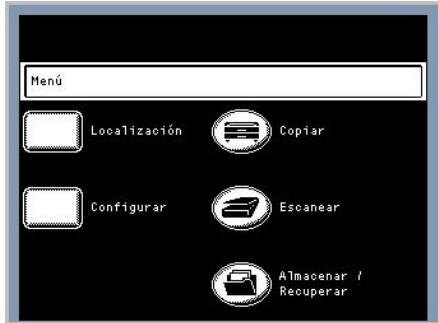 Menú
Localización
Copiar
Configurar
Escanear
Almacenar /
Recuperar